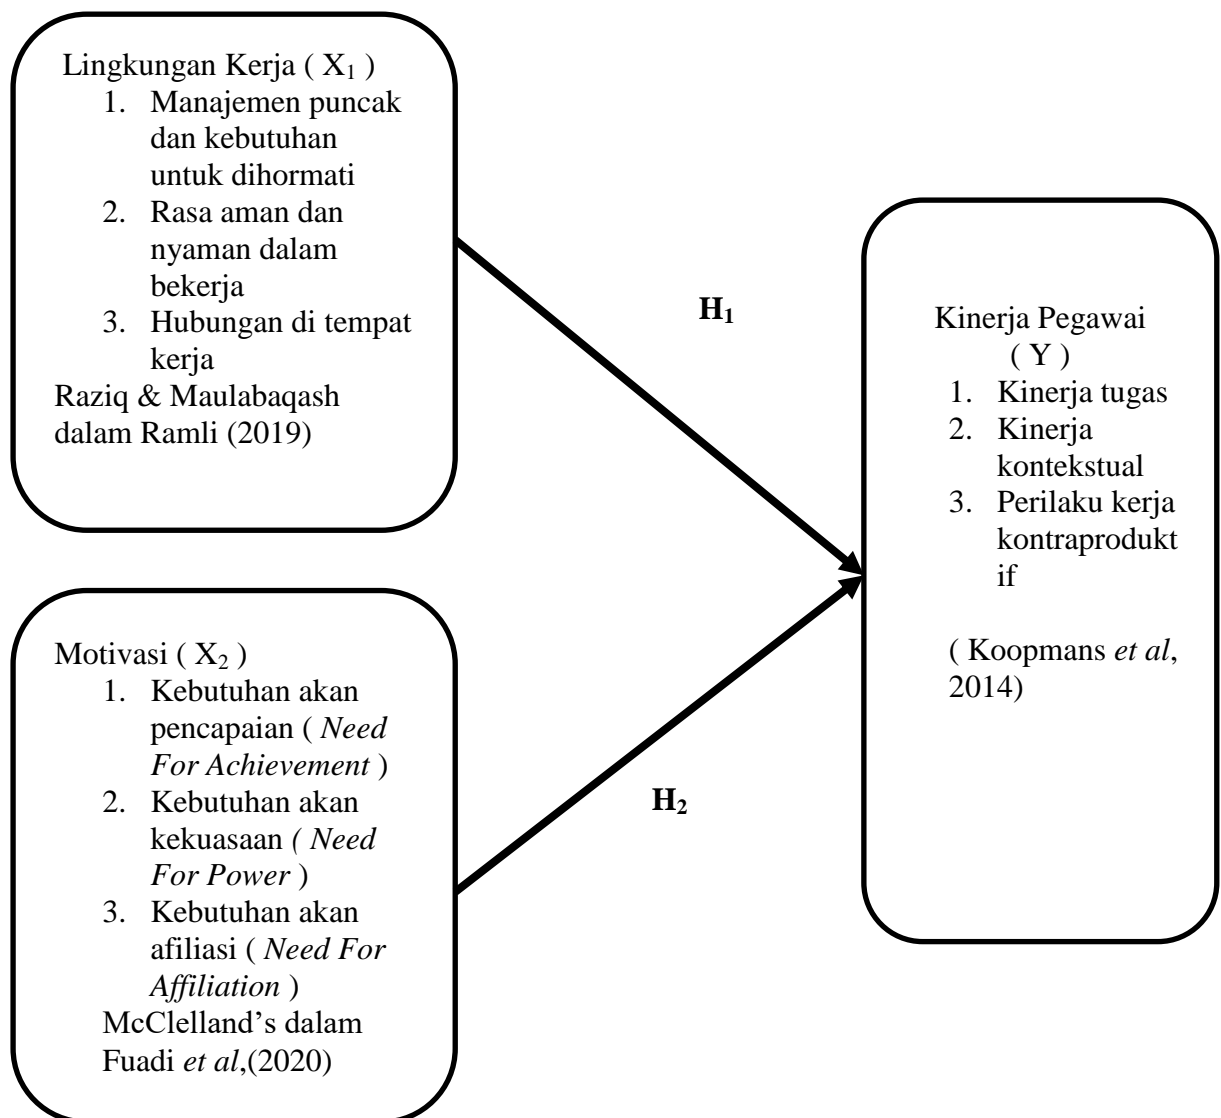 Lingkungan Kerja ( X₁ )
1. Manajemen puncak
dan kebutuhan
untuk dihormati
2. Rasa aman dan
nyaman dalam
bekerja
3. Hubungan di tempat
kerja
Raziq & Maulabaqash
dalam Ramli (2019)
Motivasi ( X₂ )
1. Kebutuhan akan
pencapaian ( Need
For Achievement )
2. Kebutuhan akan
kekuasaan ( Need
For Power )
3. Kebutuhan akan
afiliasi ( Need For
Affiliation )
McClelland’s dalam
Fuadi et al,(2020)
H₁
H₂
Kinerja Pegawai
( Y )
1. Kinerja tugas
2. Kinerja
kontekstual
3. Perilaku kerja
kontraprodukt
if
( Koopmans et al,
2014)